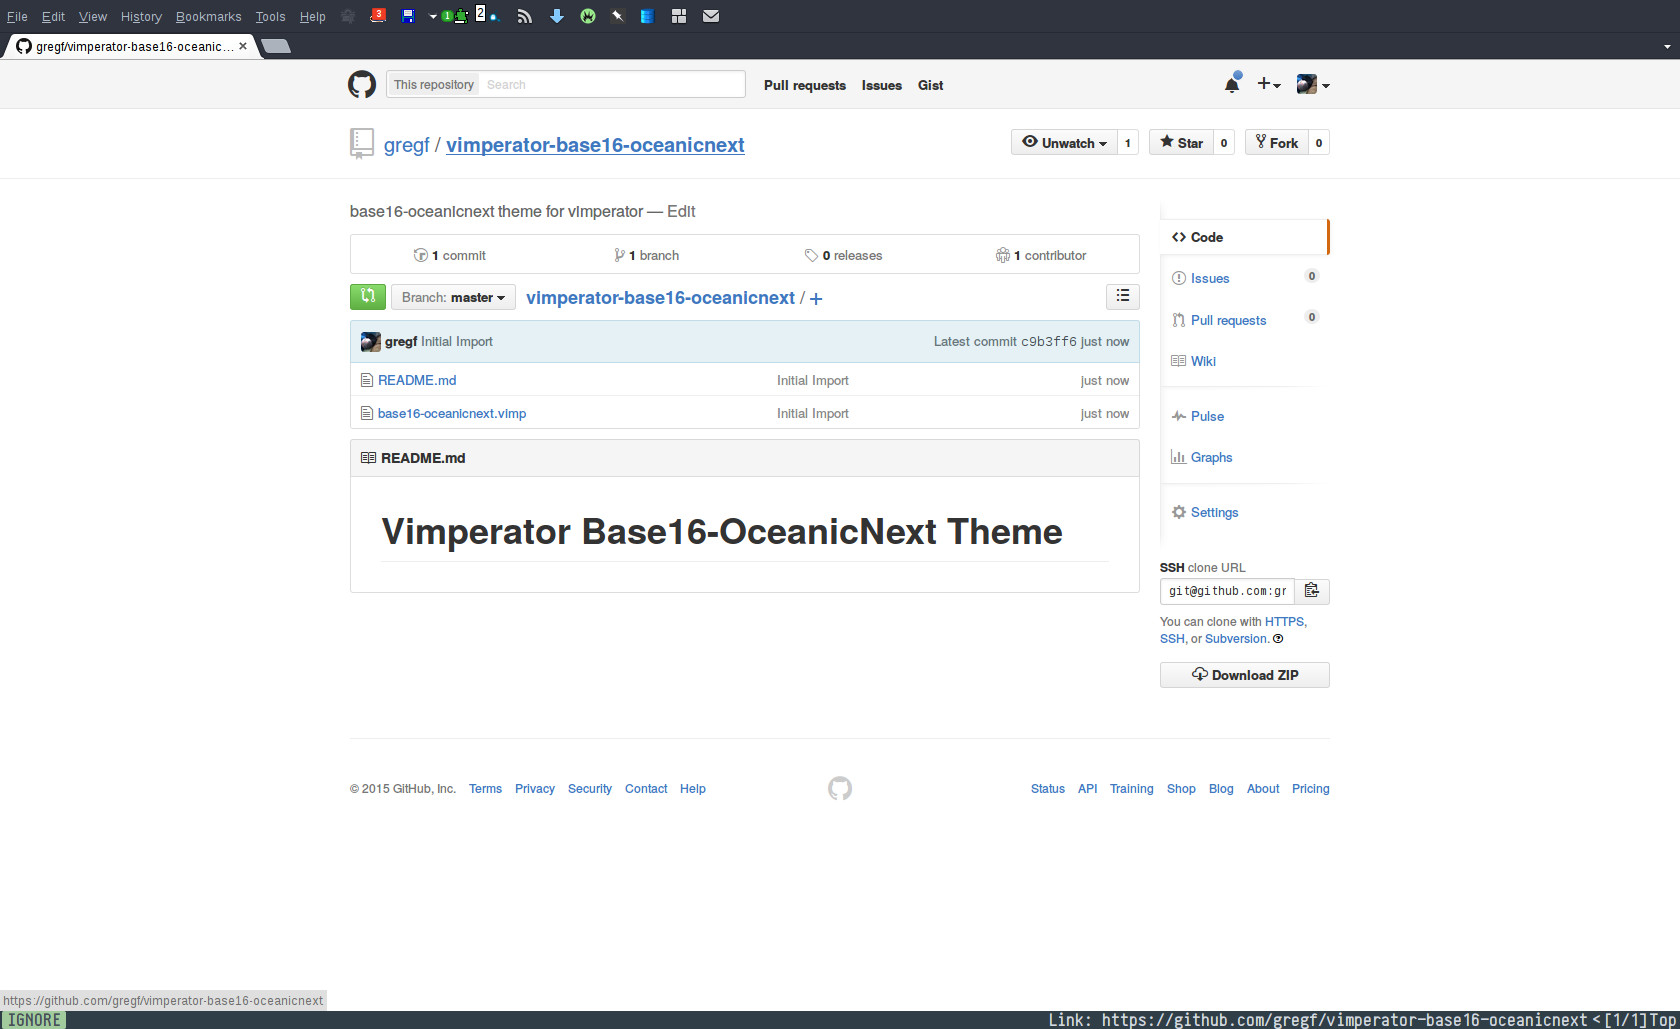 File Edit View History Bookmarks Tools Help 3 1 2
gregf/vimperator-base16-oceanic... ×
This repository Search Pull requests Issues Gist
gregf / vimperator-base16-oceanicnext Unwatch 1 Star 0 Fork 0
base16-oceanicnext theme for vimperator — Edit
1 commit 1 branch 0 releases 1 contributor
Branch: master vimperator-base16-oceanicnext / +
gregf Initial Import Latest commit c9b3ff6 just now
README.md Initial Import just now
base16-oceanicnext.vimp Initial Import just now
README.md
Vimperator Base16-OceanicNext Theme
Code
Issues 0
Pull requests 0
Wiki
Pulse
Graphs
Settings
SSH clone URL
git@github.com:gr
You can clone with HTTPS,
SSH, or Subversion. ?
Download ZIP
© 2015 GitHub, Inc. Terms Privacy Security Contact Help Status API Training Shop Blog About Pricing
https://github.com/gregf/vimperator-base16-oceanicnext
IGNORE Link: https://github.com/gregf/vimperator-base16-oceanicnext <[1/1]Top